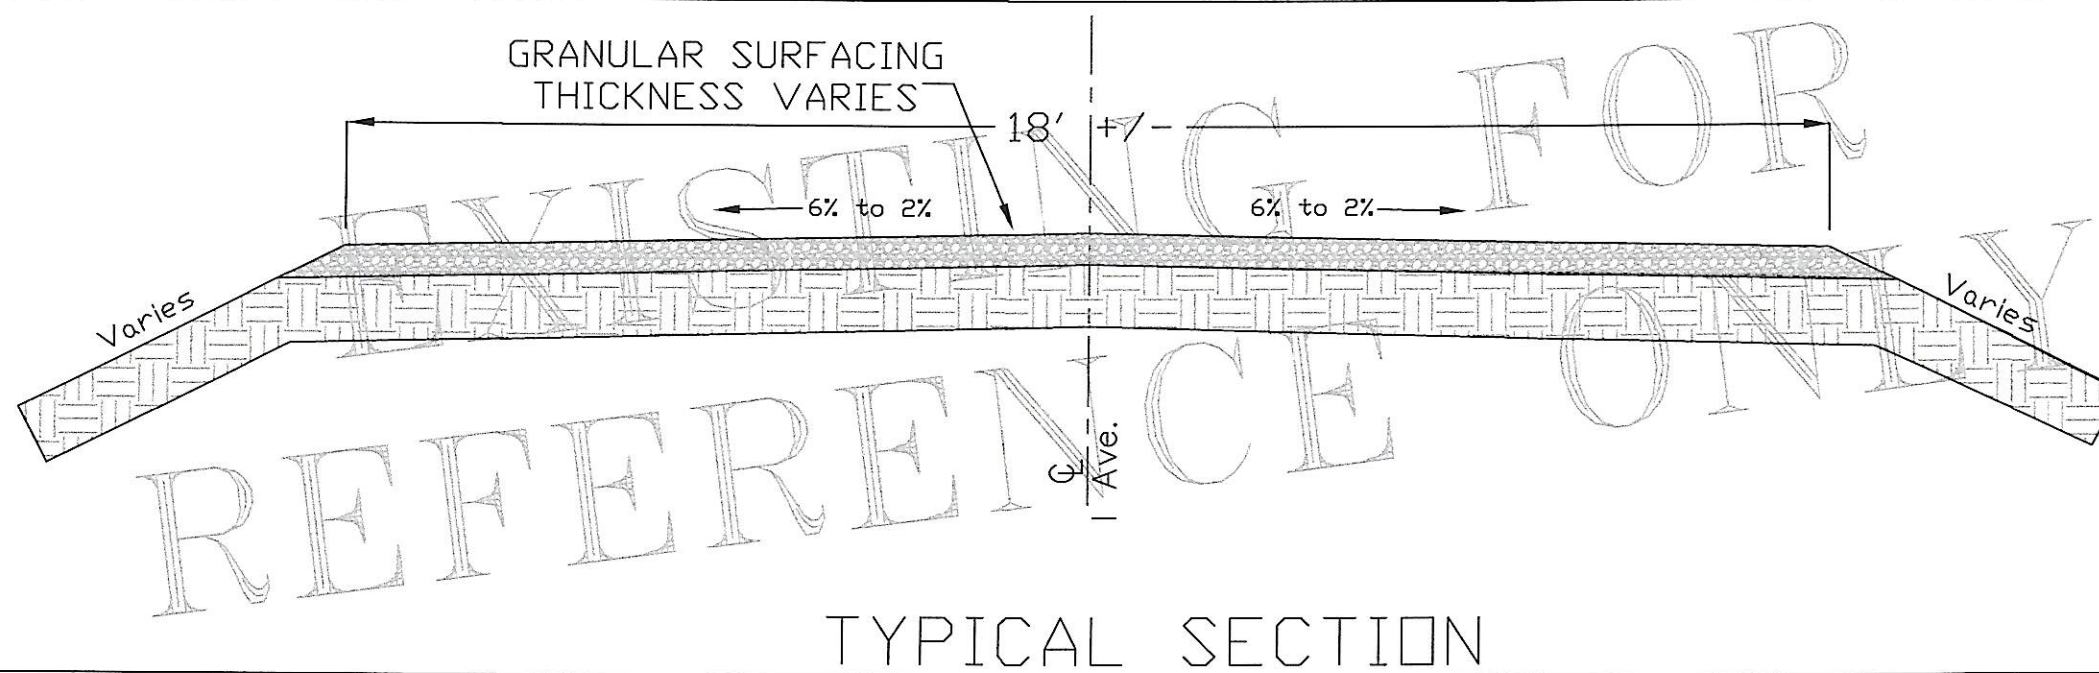 GRANULAR SURFACING
THICKNESS VARIES
18' +/-
6% to 2%
6% to 2%
Varies
Varies
EXISTING FOR
REFERENCE ONLY
℄
I Ave.
TYPICAL SECTION